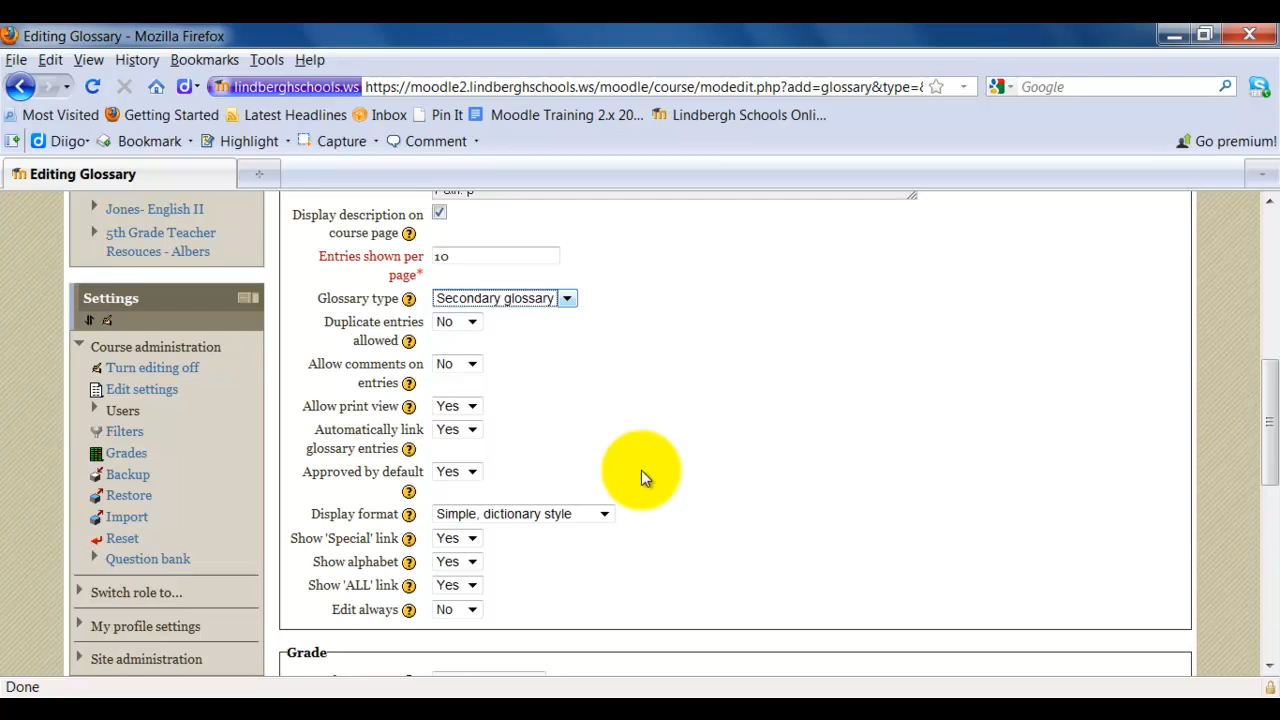 Editing Glossary - Mozilla Firefox
File Edit View History Bookmarks Tools Help
lindberghschools.ws https://moodle2.lindberghschools.ws/moodle/course/modedit.php?add=glossary&type=& Google
Most Visited Getting Started Latest Headlines Inbox Pin It Moodle Training 2.x 20... Lindbergh Schools Onli...
Diigo Bookmark Highlight Capture Comment Go premium!
Editing Glossary
Jones- English II
5th Grade Teacher
Resouces - Albers
Settings
Course administration
Turn editing off
Edit settings
Users
Filters
Grades
Backup
Restore
Import
Reset
Question bank
Switch role to...
My profile settings
Site administration
Display description on
course page
Entries shown per
page* 10
Glossary type Secondary glossary
Duplicate entries
allowed No
Allow comments on
entries No
Allow print view Yes
Automatically link
glossary entries Yes
Approved by default Yes
Display format Simple, dictionary style
Show 'Special' link Yes
Show alphabet Yes
Show 'ALL' link Yes
Edit always No
Grade
Done